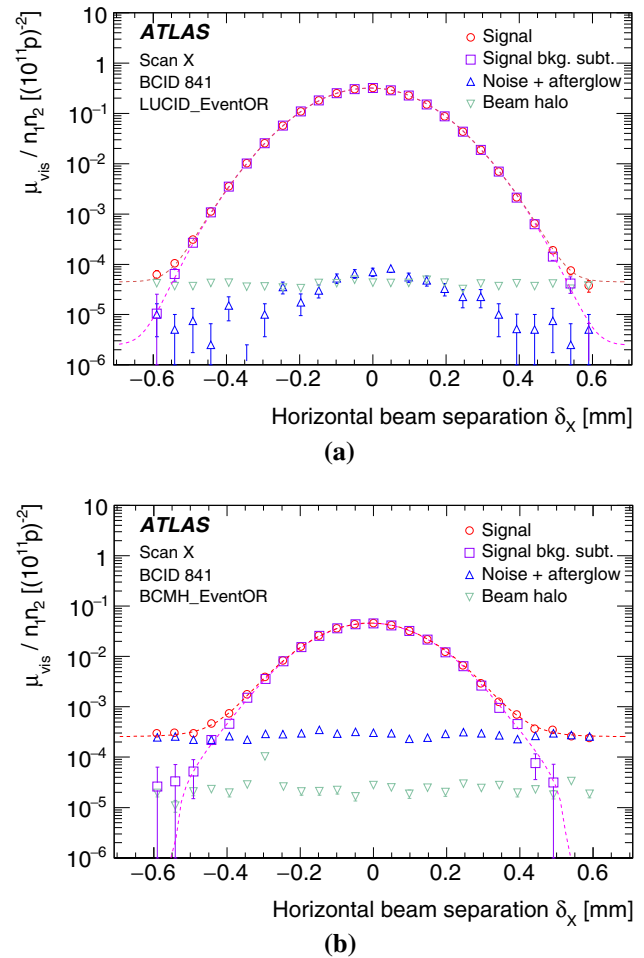 ATLAS
Scan X
BCID 841
LUCID_EventOR
Signal
Signal bkg. subt.
Noise + afterglow
Beam halo
μvis / n1n2 [(10^11p)^-2]
10
1
10^-1
10^-2
10^-3
10^-4
10^-5
10^-6
−0.6 −0.4 −0.2 0 0.2 0.4 0.6
Horizontal beam separation δX [mm]
(a)
ATLAS
Scan X
BCID 841
BCMH_EventOR
Signal
Signal bkg. subt.
Noise + afterglow
Beam halo
μvis / n1n2 [(10^11p)^-2]
10
1
10^-1
10^-2
10^-3
10^-4
10^-5
10^-6
−0.6 −0.4 −0.2 0 0.2 0.4 0.6
Horizontal beam separation δX [mm]
(b)